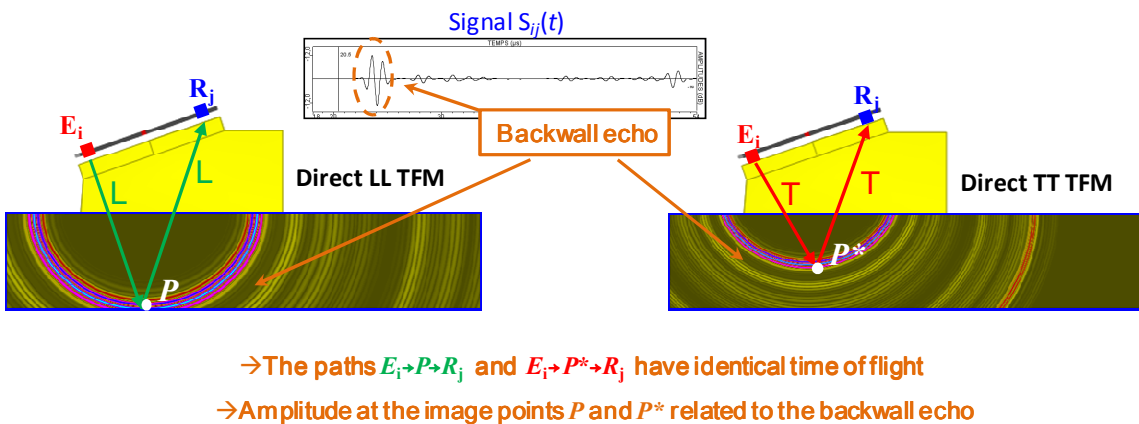 Signal Sij(t)
TEMPS (µs)
20.5
AMPLITUDES (dB)
Rj
Ei
L
L
Backwall echo
Direct LL TFM
P
Rj
Ei
T
T
Direct TT TFM
P*
→The paths Ei→P→Rj and Ei→P*→Rj have identical time of flight
→Amplitude at the image points P and P* related to the backwall echo